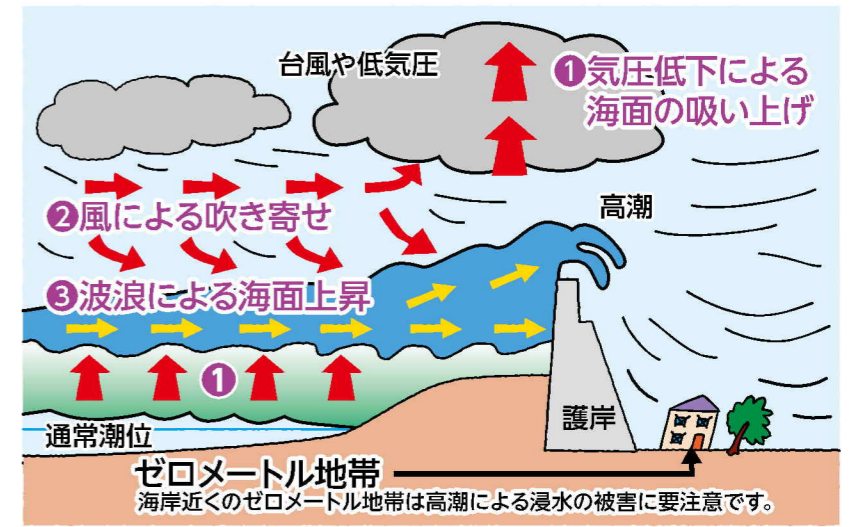 台風や低気圧
❶気圧低下による
海面の吸い上げ
❷風による吹き寄せ
高潮
❸波浪による海面上昇
❶
通常潮位
護岸
ゼロメートル地帯
海岸近くのゼロメートル地帯は高潮による浸水の被害に要注意です。